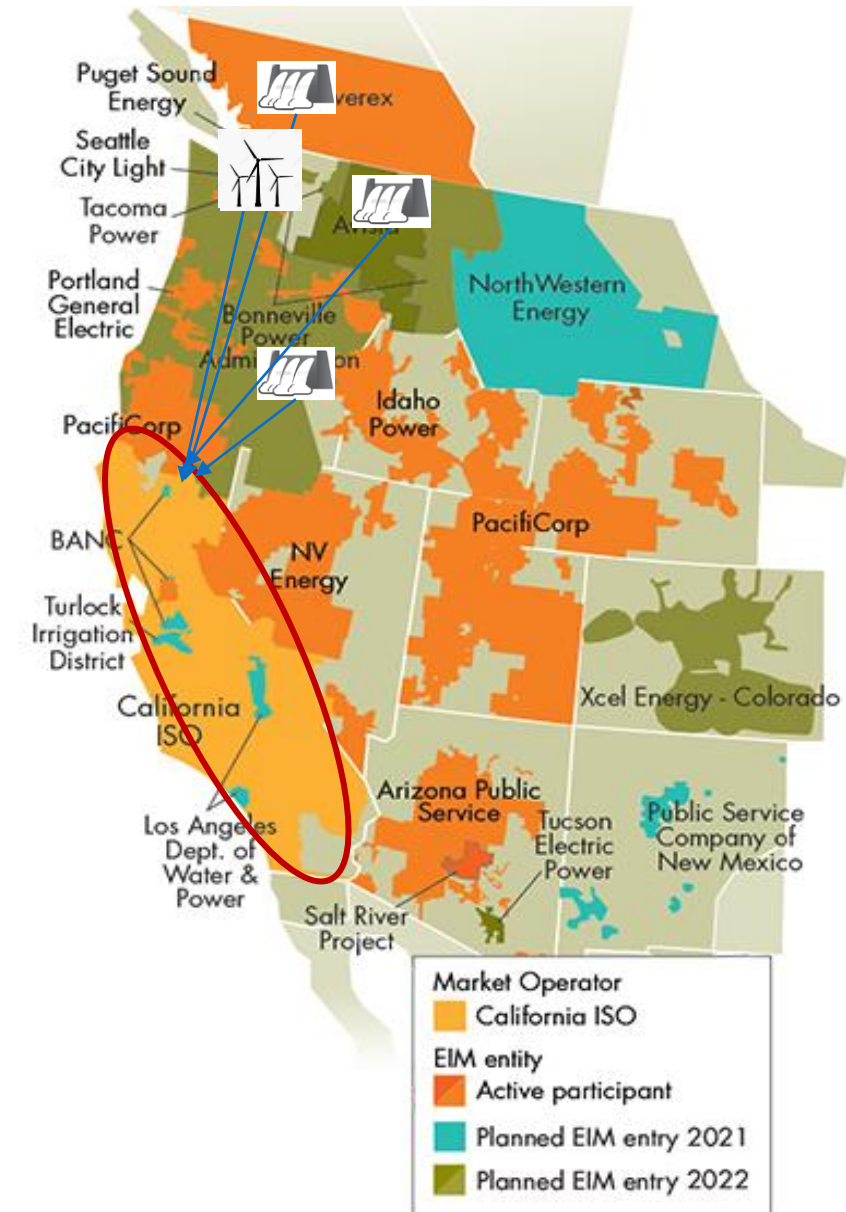 Puget Sound
Energy
verex
Seattle
City Light
Tacoma
Power
Avista
Portland
General
Electric
NorthWestern
Energy
Bonneville
Power
PacifiCorp
Idaho
Power
BANC
NV
Energy
PacifiCorp
Turlock
Irrigation
District
California
ISO
Xcel Energy - Colorado
Los Angeles
Dept. of
Water &
Power
Arizona Public
Service
Tucson
Electric
Power
Public Service
Company of
New Mexico
Salt River
Project
Market Operator
California ISO
EIM entity
Active participant
Planned EIM entry 2021
Planned EIM entry 2022